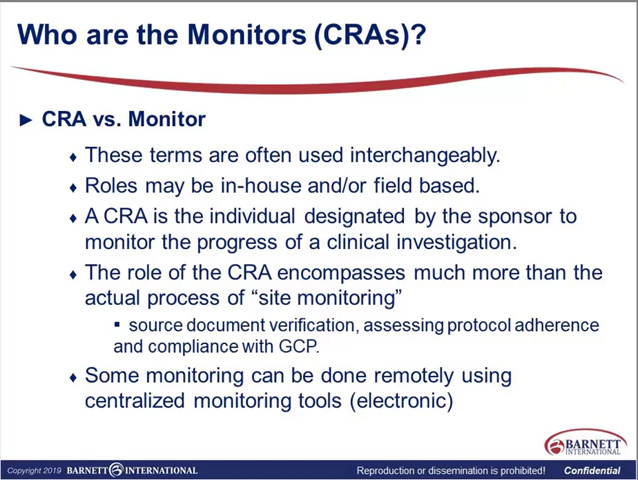 Who are the Monitors (CRAs)?
► CRA vs. Monitor
♦ These terms are often used interchangeably.
♦ Roles may be in-house and/or field based.
♦ A CRA is the individual designated by the sponsor to
monitor the progress of a clinical investigation.
♦ The role of the CRA encompasses much more than the
actual process of “site monitoring”
▪ source document verification, assessing protocol adherence
and compliance with GCP.
♦ Some monitoring can be done remotely using
centralized monitoring tools (electronic)
BARNETT
INTERNATIONAL
Copyright 2019 BARNETT INTERNATIONAL Reproduction or dissemination is prohibited! Confidential